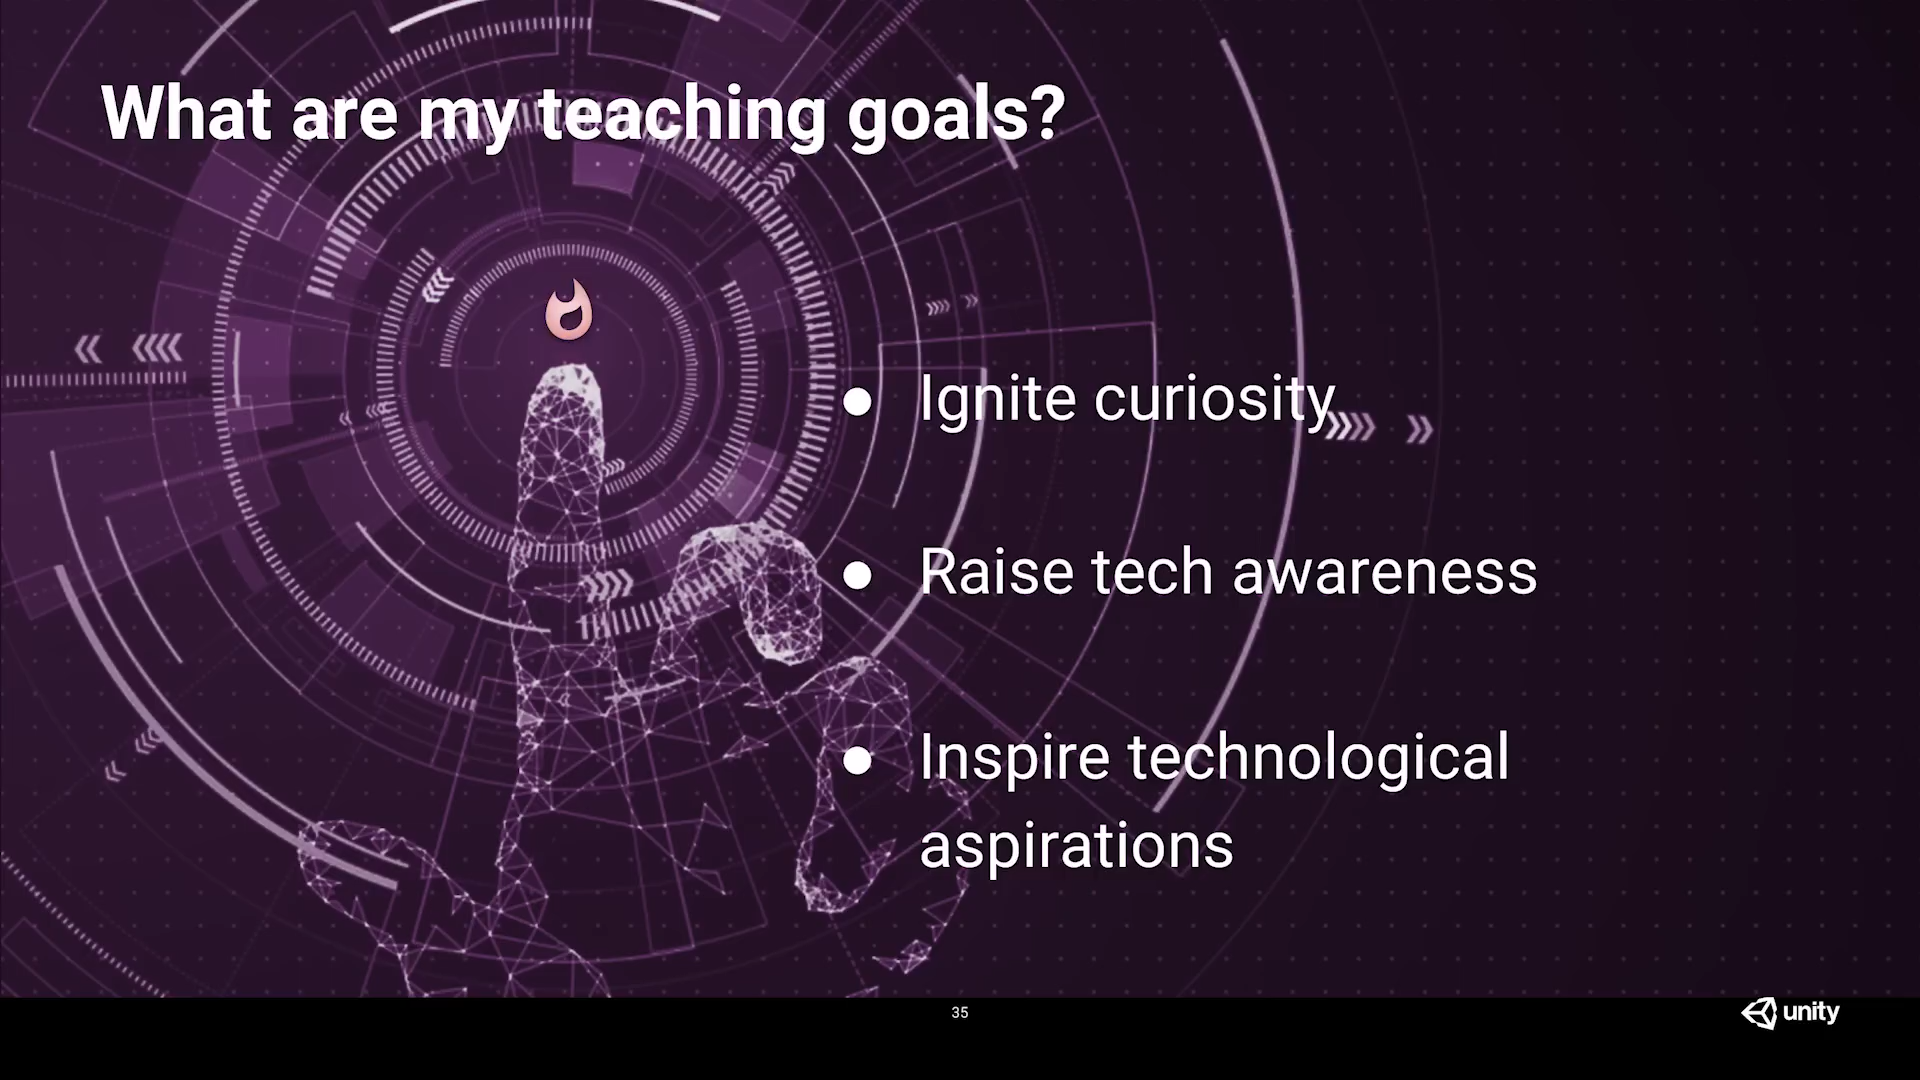 What are my teaching goals?
● Ignite curiosity
● Raise tech awareness
● Inspire technological
aspirations
35
unity